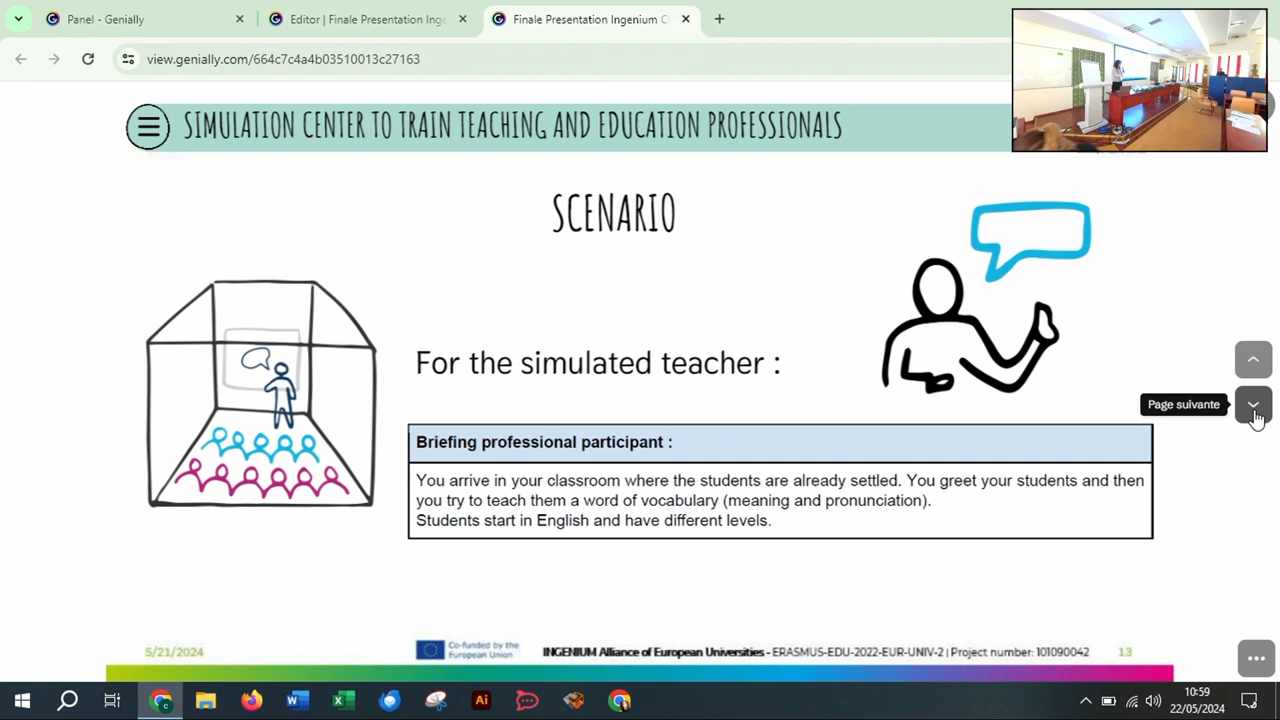 Panel - Genially
Editor | Finale Presentation Inge
Finale Presentation Ingenium C
view.genially.com/664c7c4a4b03510013c27163
SIMULATION CENTER TO TRAIN TEACHING AND EDUCATION PROFESSIONALS
SCENARIO
For the simulated teacher :
Page suivante
Briefing professional participant :
You arrive in your classroom where the students are already settled. You greet your students and then
you try to teach them a word of vocabulary (meaning and pronunciation).
Students start in English and have different levels.
5/21/2024
Co-funded by the
European Union
INGENIUM Alliance of European Universities - ERASMUS-EDU-2022-EUR-UNIV-2 | Project number: 101090042
13
10:59
22/05/2024